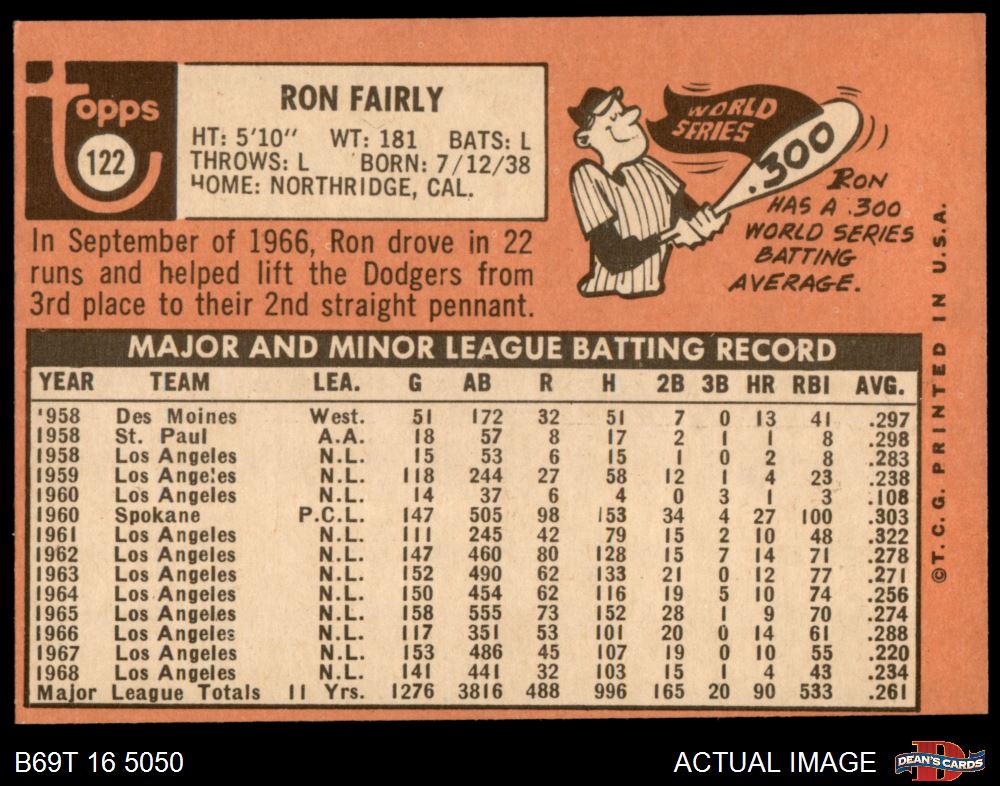 topps
122
RON FAIRLY
HT: 5'10" WT: 181 BATS: L
THROWS: L BORN: 7/12/38
HOME: NORTHRIDGE, CAL.
In September of 1966, Ron drove in 22
runs and helped lift the Dodgers from
3rd place to their 2nd straight pennant.
WORLD
SERIES
.300
RON
HAS A .300
WORLD SERIES
BATTING
AVERAGE.
MAJOR AND MINOR LEAGUE BATTING RECORD
YEAR TEAM LEA. G AB R H 2B 3B HR RBI AVG.
1958 Des Moines West. 51 172 32 51 7 0 13 41 .297
1958 St. Paul A.A. 18 57 8 17 2 1 1 8 .298
1958 Los Angeles N.L. 15 53 6 15 1 0 2 8 .283
1959 Los Angeles N.L. 118 244 27 58 12 1 4 23 .238
1960 Los Angeles N.L. 14 37 6 4 0 3 1 3 .108
1960 Spokane P.C.L. 147 505 98 153 34 4 27 100 .303
1961 Los Angeles N.L. 111 245 42 79 15 2 10 48 .322
1962 Los Angeles N.L. 147 460 80 128 15 7 14 71 .278
1963 Los Angeles N.L. 152 490 62 133 21 0 12 77 .271
1964 Los Angeles N.L. 150 454 62 116 19 5 10 74 .256
1965 Los Angeles N.L. 158 555 73 152 28 1 9 70 .274
1966 Los Angeles N.L. 117 351 53 101 20 0 14 61 .288
1967 Los Angeles N.L. 153 486 45 107 19 0 10 55 .220
1968 Los Angeles N.L. 141 441 32 103 15 1 4 43 .234
Major League Totals 11 Yrs. 1276 3816 488 996 165 20 90 533 .261
©T.C.G. PRINTED IN U.S.A.
B69T 16 5050
ACTUAL IMAGE
DEAN'S CARDS